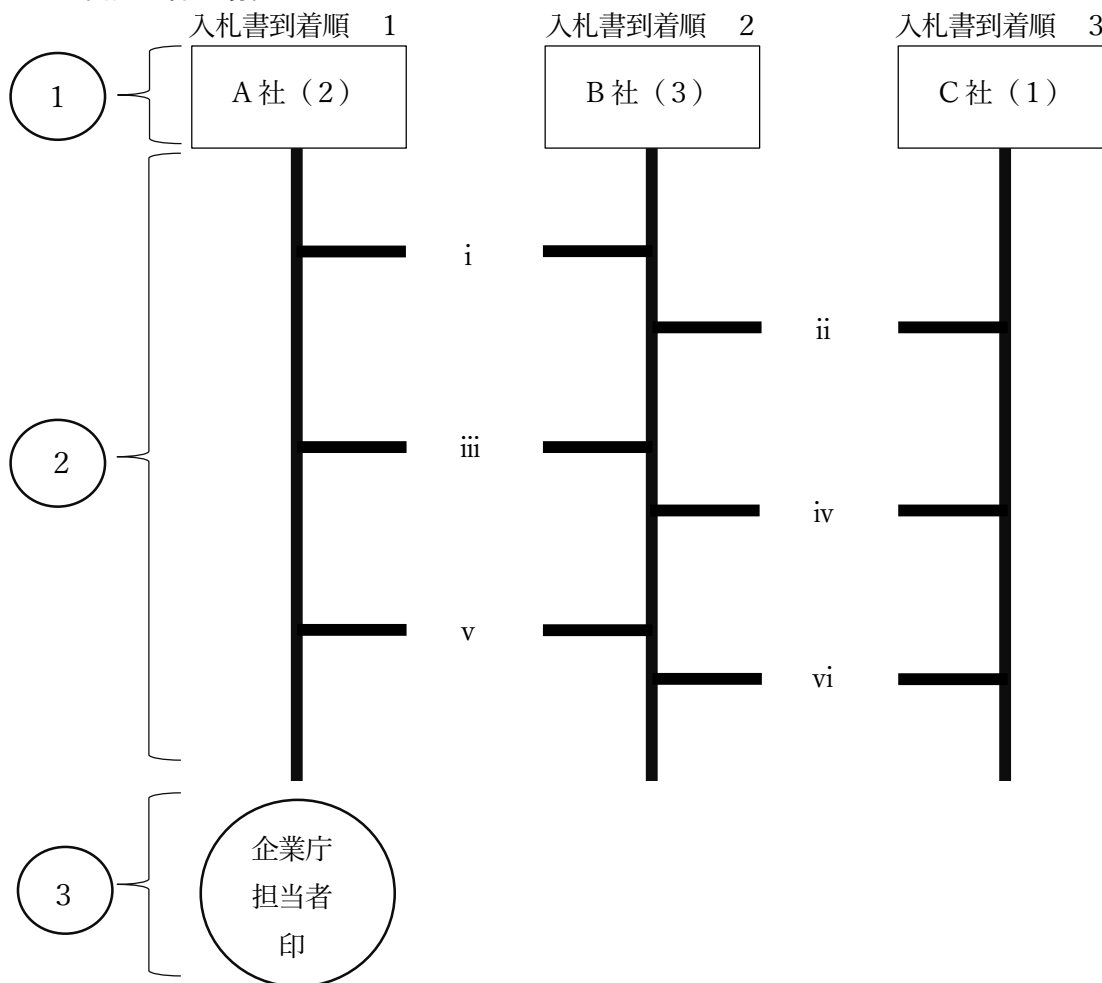 入札書到着順　1
入札書到着順　2
入札書到着順　3
1
A社（2）
B社（3）
C社（1）
i
ii
2
iii
iv
v
vi
3
企業庁
担当者
印